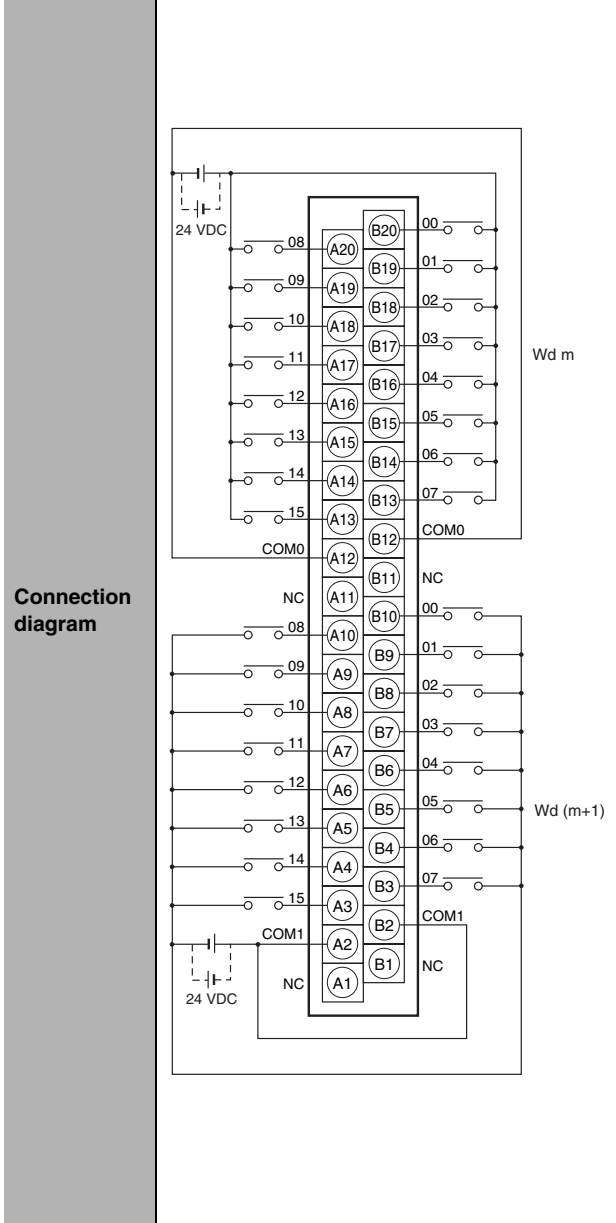 Connection
diagram
24 VDC
08 A20
09 A19
10 A18
11 A17
12 A16
13 A15
14 A14
15 A13
COM0 A12
NC A11
08 A10
09 A9
10 A8
11 A7
12 A6
13 A5
14 A4
15 A3
COM1 A2
NC A1
24 VDC
B20 00
B19 01
B18 02
B17 03
B16 04
B15 05
B14 06
B13 07
B12 COM0
B11 NC
B10 00
B9 01
B8 02
B7 03
B6 04
B5 05
B4 06
B3 07
B2 COM1
B1 NC
Wd m
Wd (m+1)